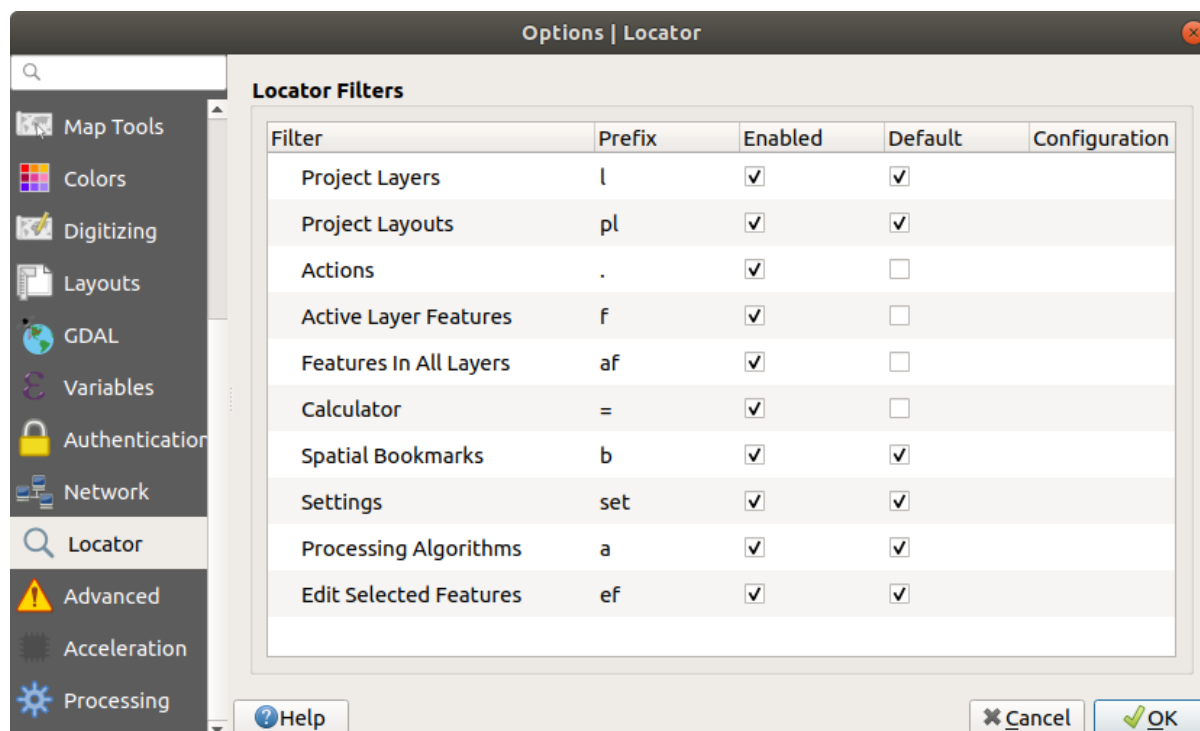 Options | Locator
Map Tools
Colors
Digitizing
Layouts
GDAL
Variables
Authentication
Network
Locator
Advanced
Acceleration
Processing
Locator Filters
Filter Prefix Enabled Default Configuration
Project Layers l
Project Layouts pl
Actions .
Active Layer Features f
Features In All Layers af
Calculator =
Spatial Bookmarks b
Settings set
Processing Algorithms a
Edit Selected Features ef
Help Cancel OK